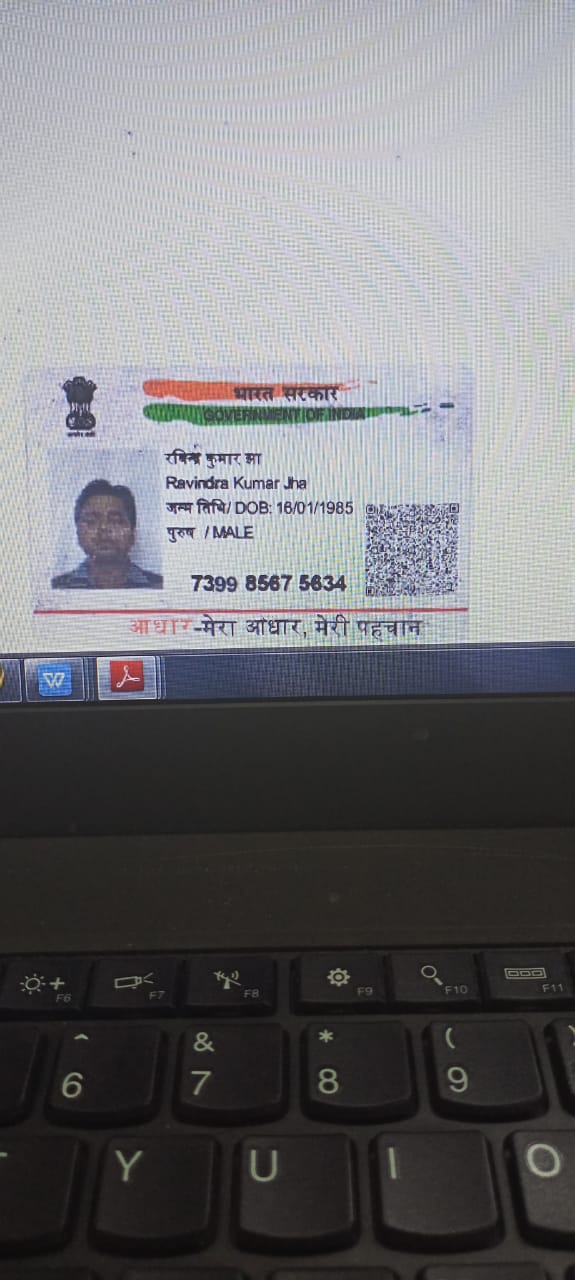 भारत सरकार
GOVERNMENT OF INDIA
रविन्द्र कुमार झा
Ravindra Kumar Jha
जन्म तिथि/ DOB: 16/01/1985
पुरुष / MALE
7399 8567 5634
आधार-मेरा आधार, मेरी पहचान
W
+ F6 F7 F8 F9 F10 F11
^ & * (
6 7 8 9
Y U I O